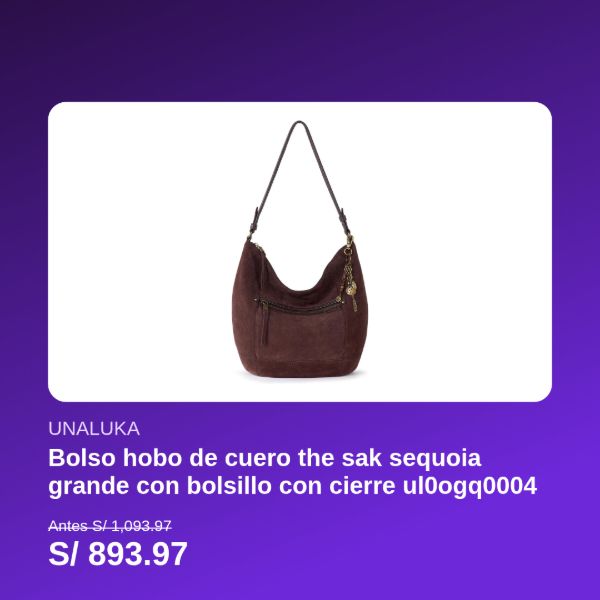 UNALUKA
Bolso hobo de cuero the sak sequoia
grande con bolsillo con cierre ul0ogq0004
Antes S/ 1,093.97
S/ 893.97